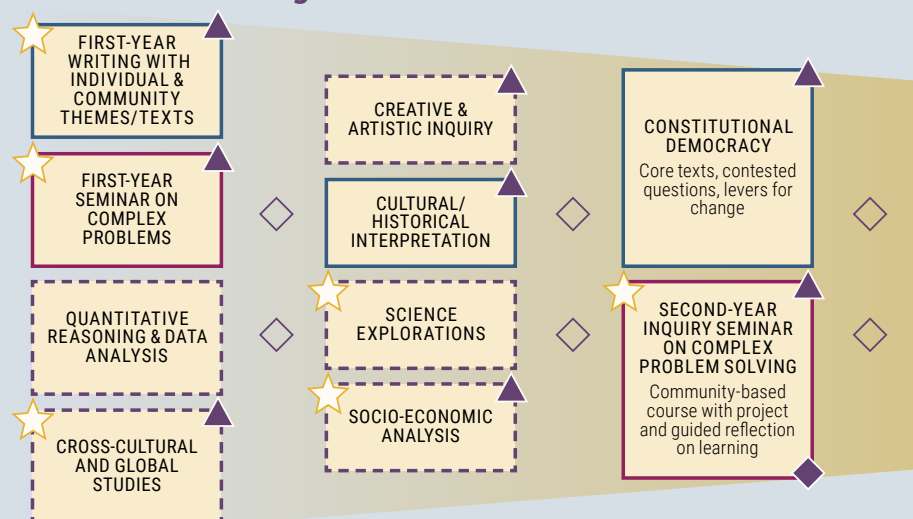 FIRST-YEAR
WRITING WITH
INDIVIDUAL &
COMMUNITY
THEMES/TEXTS
FIRST-YEAR
SEMINAR ON
COMPLEX
PROBLEMS
QUANTITATIVE
REASONING & DATA
ANALYSIS
CROSS-CULTURAL
AND GLOBAL
STUDIES
CREATIVE &
ARTISTIC INQUIRY
CULTURAL/
HISTORICAL
INTERPRETATION
SCIENCE
EXPLORATIONS
SOCIO-ECONOMIC
ANALYSIS
CONSTITUTIONAL
DEMOCRACY
Core texts, contested
questions, levers for
change
SECOND-YEAR
INQUIRY SEMINAR
ON COMPLEX
PROBLEM SOLVING
Community-based
course with project
and guided reflection
on learning